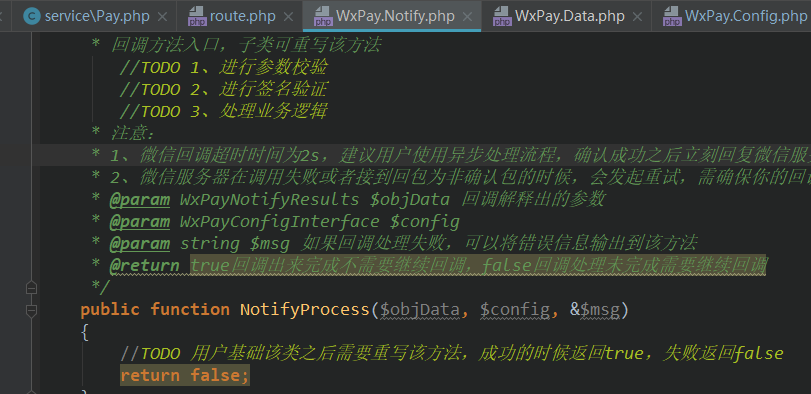 service\Pay.php × route.php × WxPay.Notify.php × WxPay.Data.php × WxPay.Config.php
* 回调方法入口，子类可重写该方法
//TODO 1、进行参数校验
//TODO 2、进行签名验证
//TODO 3、处理业务逻辑
* 注意：
* 1、微信回调超时时间为2s，建议用户使用异步处理流程，确认成功之后立刻回复微信服
* 2、微信服务器在调用失败或者接到回包为非确认包的时候，会发起重试，需确保你的回
* @param WxPayNotifyResults $objData 回调解释出的参数
* @param WxPayConfigInterface $config
* @param string $msg 如果回调处理失败，可以将错误信息输出到该方法
* @return true回调出来完成不需要继续回调，false回调处理未完成需要继续回调
*/
public function NotifyProcess($objData, $config, &$msg)
{
//TODO 用户基础该类之后需要重写该方法，成功的时候返回true，失败返回false
return false;